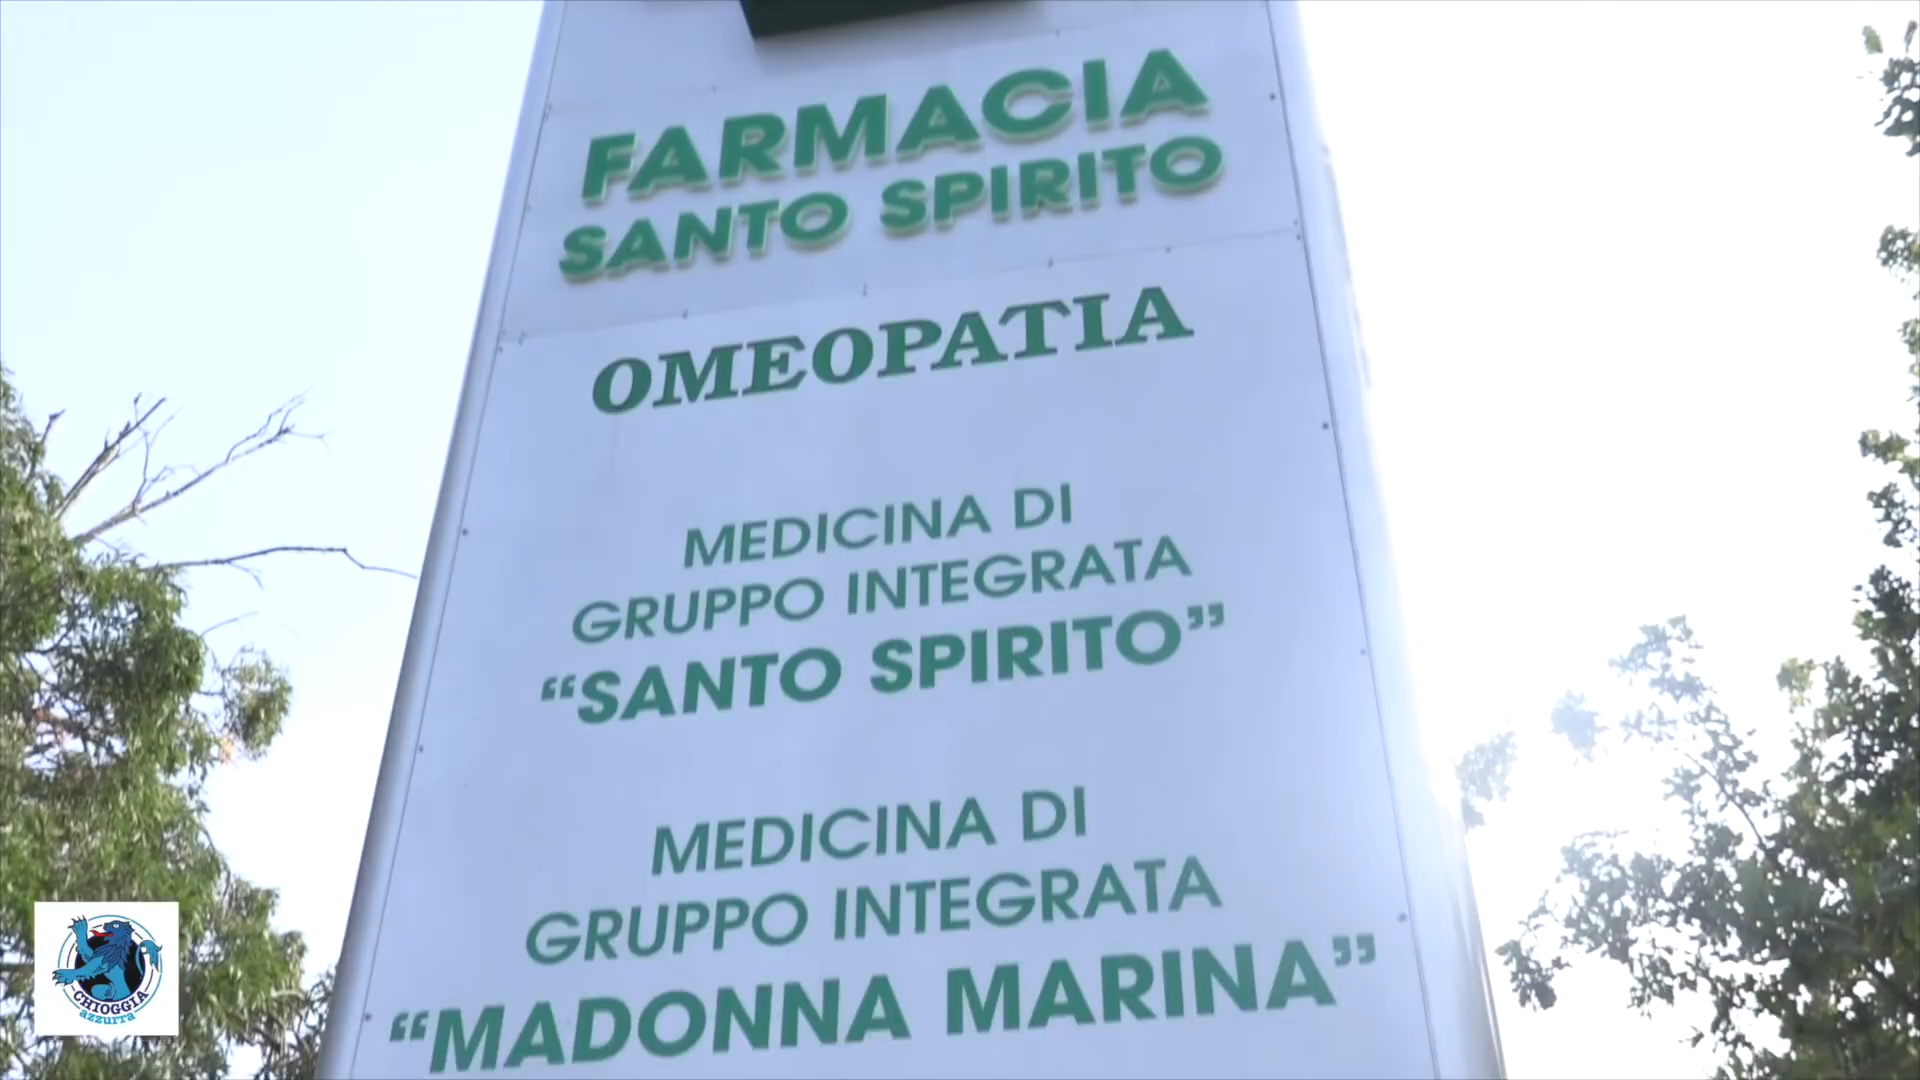 FARMACIA
SANTO SPIRITO
OMEOPATIA
MEDICINA DI
GRUPPO INTEGRATA
“SANTO SPIRITO”
MEDICINA DI
GRUPPO INTEGRATA
“MADONNA MARINA”
CHIOGGIA
azzurra